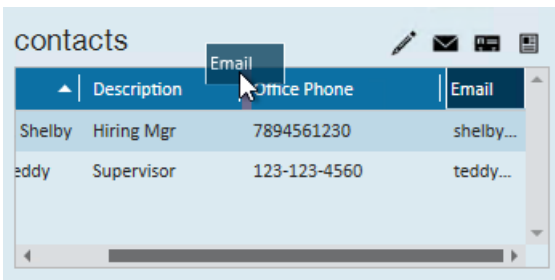 contacts
Email
Description Office Phone Email
Shelby Hiring Mgr 7894561230 shelby...
eddy Supervisor 123-123-4560 teddy...